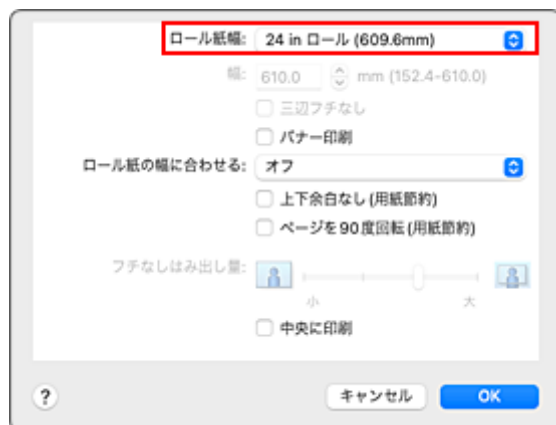 ロール紙幅: 24 in ロール (609.6mm)
幅: 610.0 mm (152.4-610.0)
三辺フチなし
バナー印刷
ロール紙の幅に合わせる: オフ
上下余白なし (用紙節約)
ページを90度回転 (用紙節約)
フチなしはみ出し量:
小 大
中央に印刷
? キャンセル OK